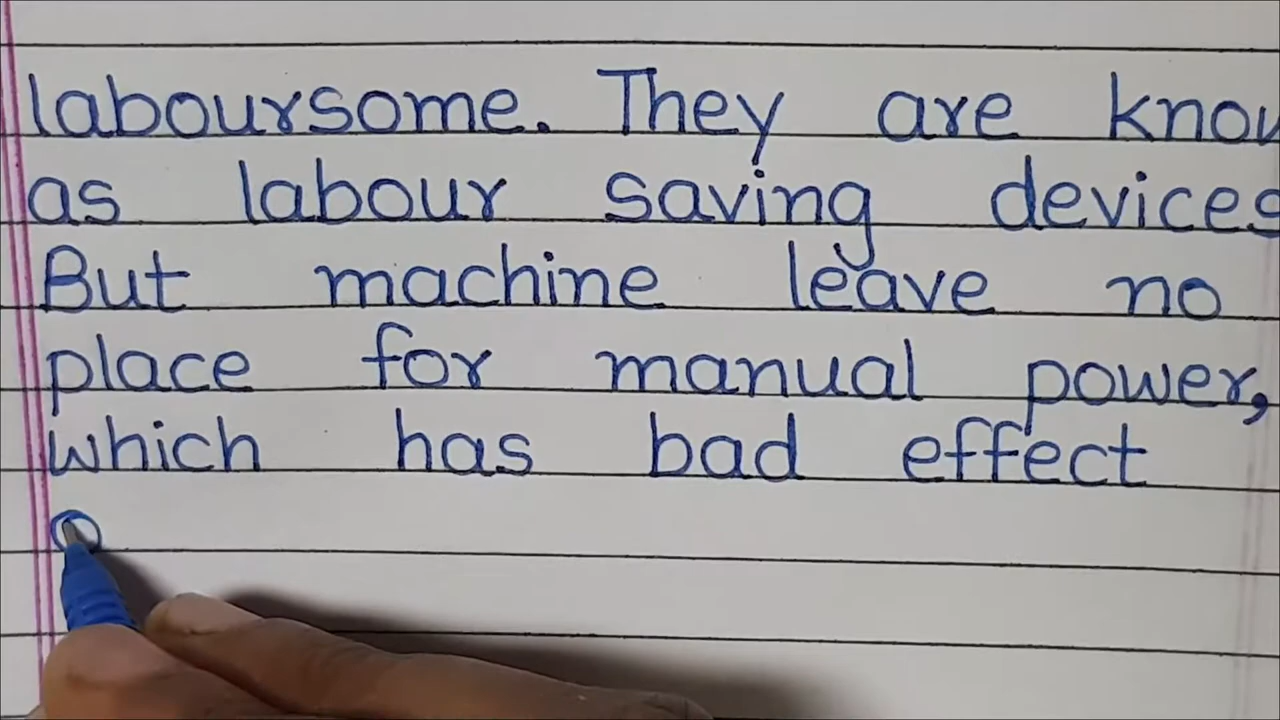 laboursome. They are know
as labour saving devices
But machine leave no
place for manual power,
which has bad effect
o